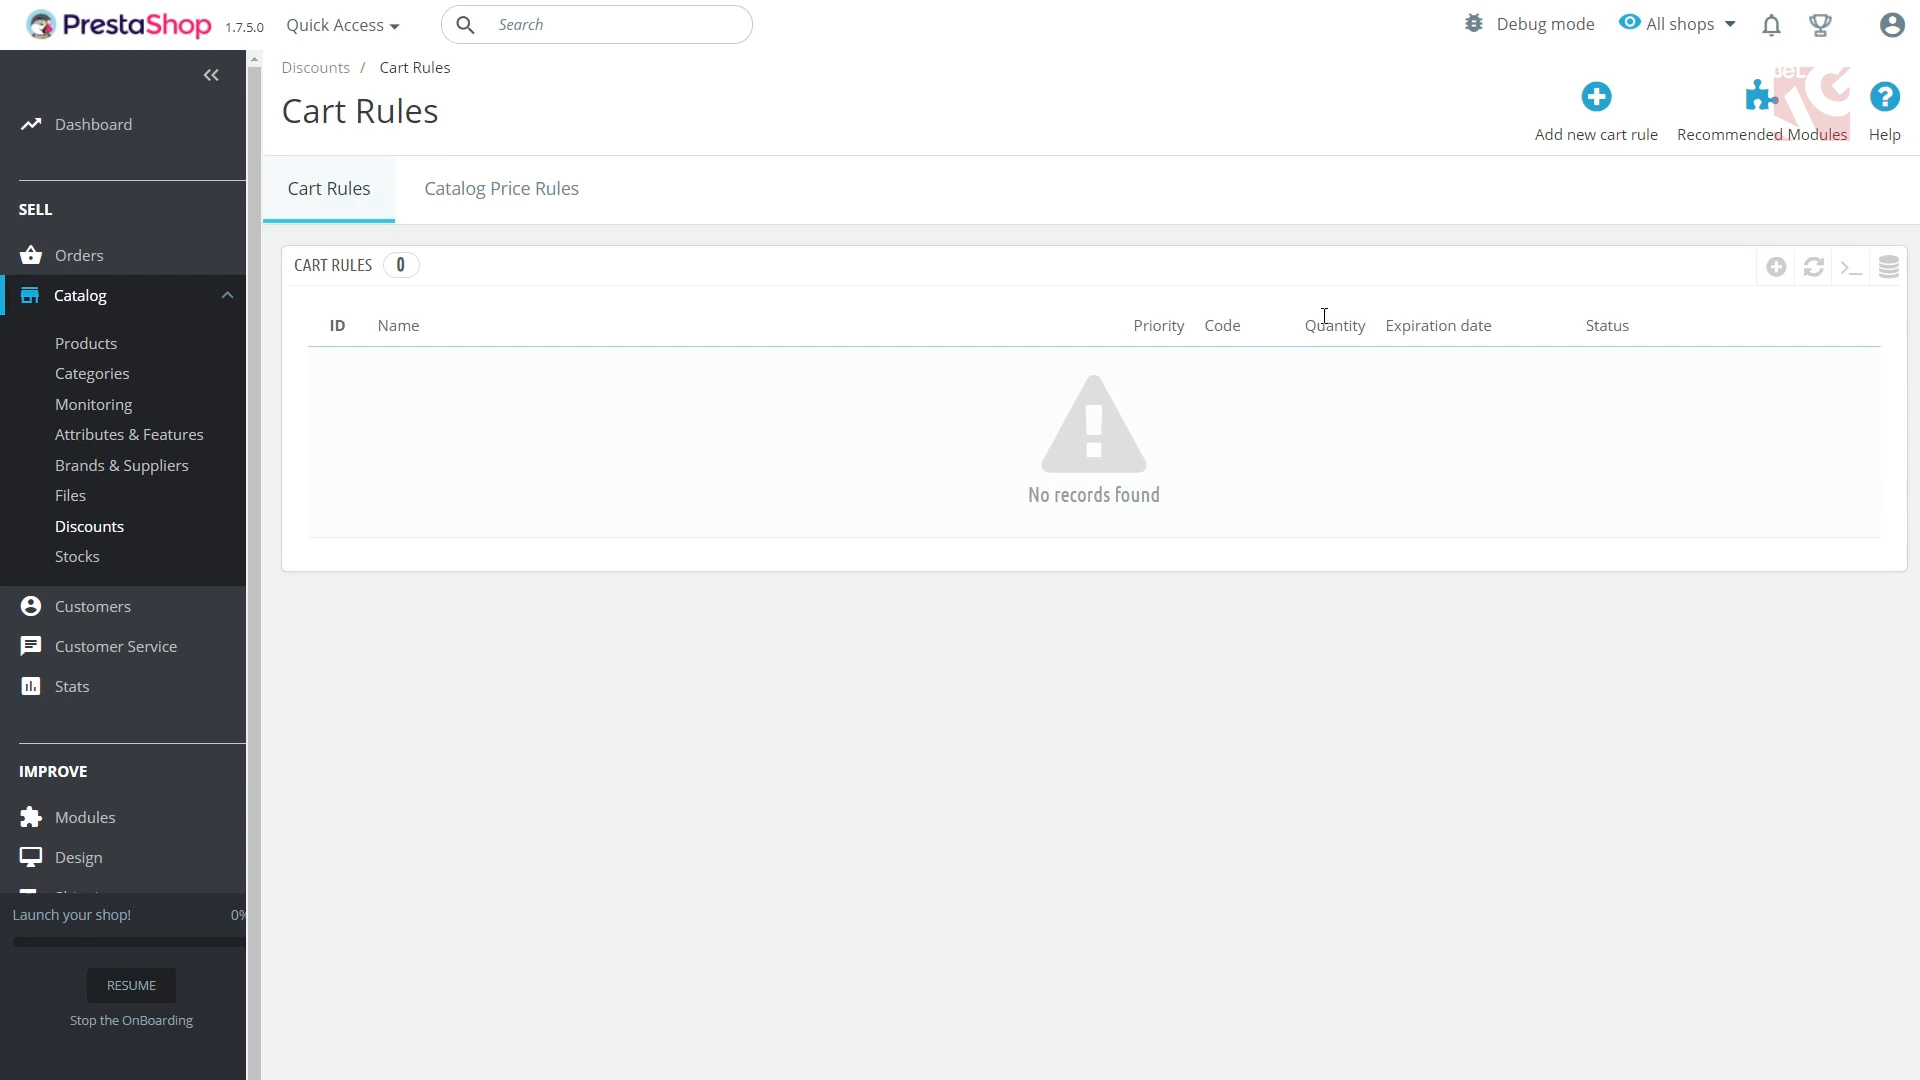 PrestaShop 1.7.5.0 Quick Access Search Debug mode All shops
Discounts / Cart Rules
Cart Rules
Add new cart rule Recommended Modules Help
Cart Rules Catalog Price Rules
CART RULES 0
ID Name Priority Code Quantity Expiration date Status
No records found
Dashboard
SELL
Orders
Catalog
Products
Categories
Monitoring
Attributes & Features
Brands & Suppliers
Files
Discounts
Stocks
Customers
Customer Service
Stats
IMPROVE
Modules
Design
Launch your shop! 0%
RESUME
Stop the OnBoarding